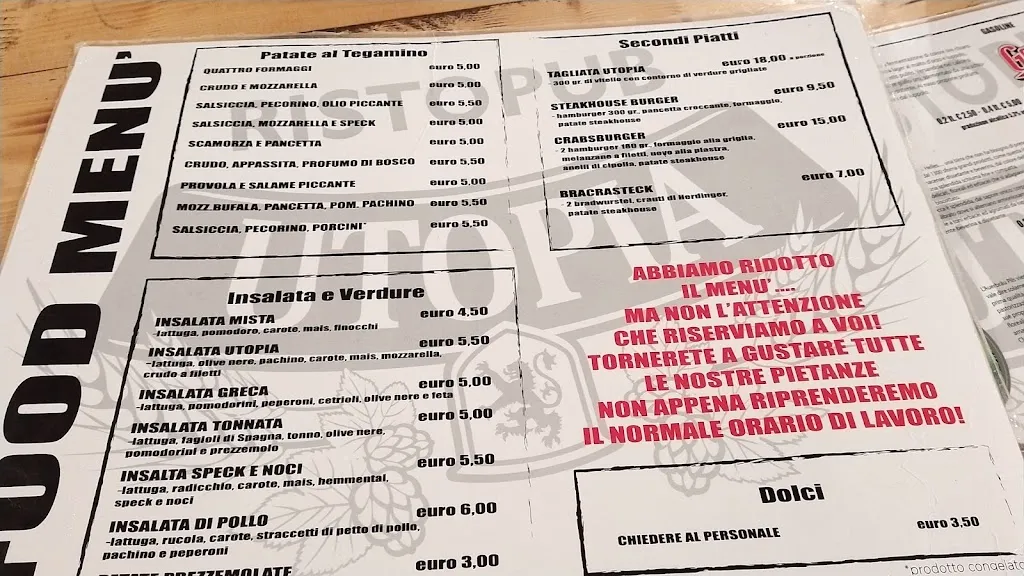 FOOD MENU'
RISTOPUB
UTOPIA
Patate al Tegamino
QUATTRO FORMAGGI euro 5,00
CRUDO E MOZZARELLA euro 5,00
SALSICCIA, PECORINO, OLIO PICCANTE euro 5,50
SALSICCIA, MOZZARELLA E SPECK euro 5,00
SCAMORZA E PANCETTA euro 5,00
CRUDO, APPASSITA, PROFUMO DI BOSCO euro 5,50
PROVOLA E SALAME PICCANTE euro 5,00
MOZZ.BUFALA, PANCETTA, POM. PACHINO euro 5,50
SALSICCIA, PECORINO, PORCINI* euro 5,50
Insalata e Verdure
INSALATA MISTA euro 4,50
-lattuga, pomodoro, carote, mais, finocchi
INSALATA UTOPIA euro 5,50
-lattuga, olive nere, pachino, carote, mais, mozzarella,
crudo a filetti
INSALATA GRECA euro 5,00
-lattuga, pomodorini, peperoni, cetrioli, olive nere e feta
INSALATA TONNATA euro 5,00
-lattuga, fagioli di Spagna, tonno, olive nere,
pomodorini e prezzemolo
INSALTA SPECK E NOCI euro 5,50
-lattuga, radicchio, carote, mais, hemmental,
speck e noci
INSALATA DI POLLO euro 6,00
-lattuga, rucola, carote, straccetti di petto di pollo,
pachino e peperoni
PATATE PREZZEMOLATE euro 3,00
Secondi Piatti
TAGLIATA UTOPIA euro 18,00 a porzione
300 gr. di vitello con contorno di verdure grigliate
STEAKHOUSE BURGER euro 9,50
- hamburger 300 gr, pancetta croccante, formaggio,
patate steakhouse
CRABSBURGER euro 15,00
- 2 hamburger 180 gr, formaggio alla griglia,
melanzane a filetti, uovo alla piastra,
anelli di cipolla, patate steakhouse
BRACRASTECK euro 7,00
- 2 bradwurstel, crauti di Herdinger,
patate steakhouse
ABBIAMO RIDOTTO
IL MENU'....
MA NON L'ATTENZIONE
CHE RISERVIAMO A VOI!
TORNERETE A GUSTARE TUTTE
LE NOSTRE PIETANZE
NON APPENA RIPRENDEREMO
IL NORMALE ORARIO DI LAVORO!
Dolci
CHIEDERE AL PERSONALE euro 3,50
*prodotto congelato
GASOLINE